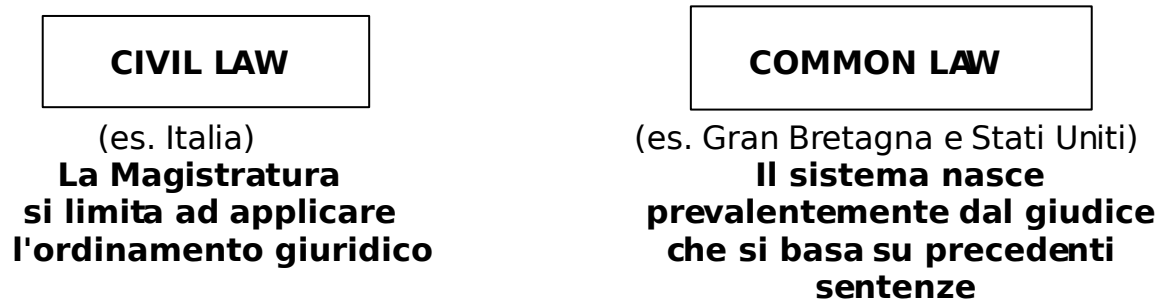 CIVIL LAW
(es. Italia)
La Magistratura
si limita ad applicare
l'ordinamento giuridico
COMMON LAW
(es. Gran Bretagna e Stati Uniti)
Il sistema nasce
prevalentemente dal giudice
che si basa su precedenti
sentenze